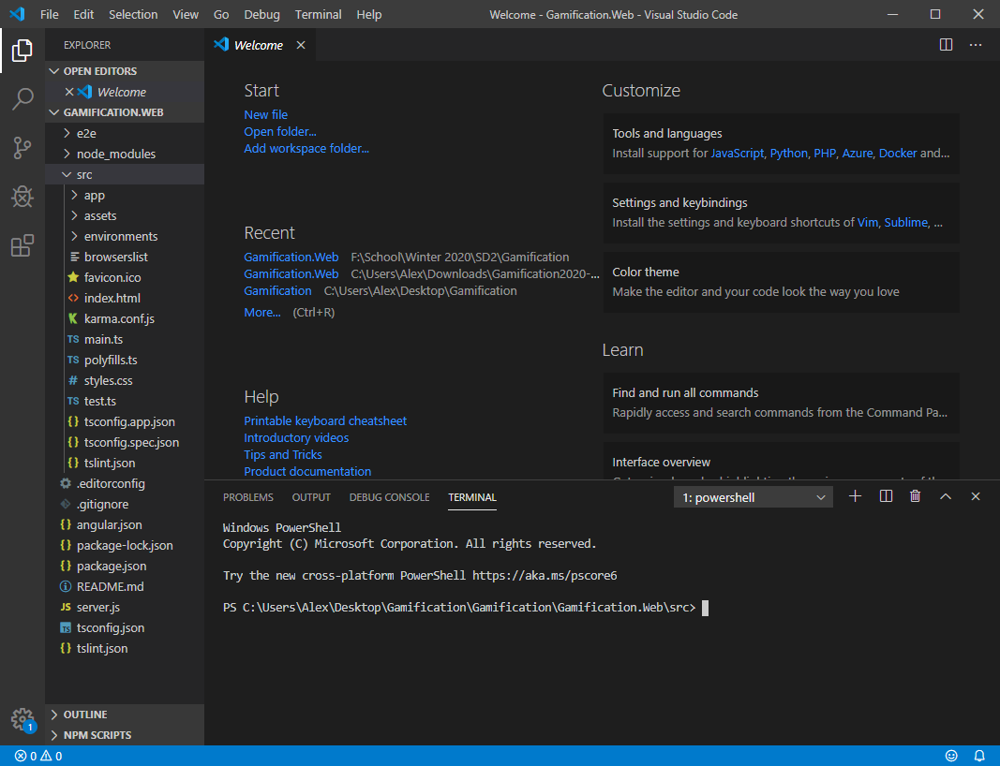 File Edit Selection View Go Debug Terminal Help Welcome - Gamification.Web - Visual Studio Code
EXPLORER
OPEN EDITORS
Welcome
GAMIFICATION.WEB
e2e
node_modules
src
app
assets
environments
browserslist
favicon.ico
index.html
karma.conf.js
TS main.ts
TS polyfills.ts
# styles.css
TS test.ts
{} tsconfig.app.json
{} tsconfig.spec.json
{} tslint.json
.editorconfig
.gitignore
{} angular.json
{} package-lock.json
{} package.json
README.md
JS server.js
TS tsconfig.json
{} tslint.json
OUTLINE
NPM SCRIPTS
1
Welcome
Start
New file
Open folder...
Add workspace folder...
Recent
Gamification.Web F:\School\Winter 2020\SD2\Gamification
Gamification.Web C:\Users\Alex\Downloads\Gamification2020-...
Gamification C:\Users\Alex\Desktop\Gamification
More... (Ctrl+R)
Help
Printable keyboard cheatsheet
Introductory videos
Tips and Tricks
Product documentation
Customize
Tools and languages
Install support for JavaScript, Python, PHP, Azure, Docker and...
Settings and keybindings
Install the settings and keyboard shortcuts of Vim, Sublime, ...
Color theme
Make the editor and your code look the way you love
Learn
Find and run all commands
Rapidly access and search commands from the Command Pa...
Interface overview
PROBLEMS OUTPUT DEBUG CONSOLE TERMINAL 1: powershell
Windows PowerShell
Copyright (C) Microsoft Corporation. All rights reserved.
Try the new cross-platform PowerShell https://aka.ms/pscore6
PS C:\Users\Alex\Desktop\Gamification\Gamification\Gamification.Web\src>
0 0